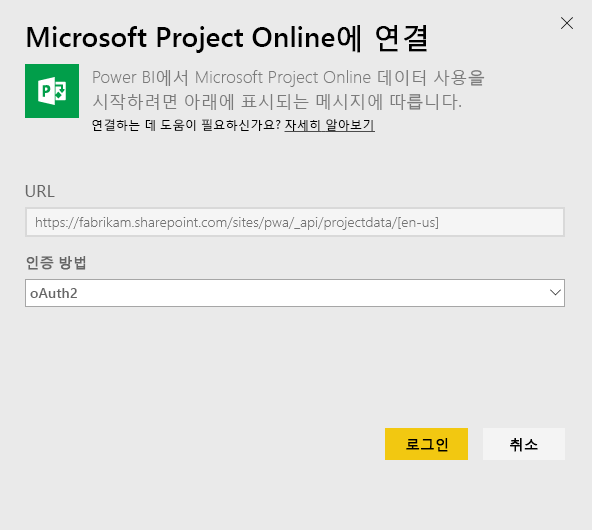 Microsoft Project Online에 연결
Power BI에서 Microsoft Project Online 데이터 사용을
시작하려면 아래에 표시되는 메시지에 따릅니다.
연결하는 데 도움이 필요하신가요? 자세히 알아보기
URL
https://fabrikam.sharepoint.com/sites/pwa/_api/projectdata/[en-us]
인증 방법
oAuth2
로그인 취소